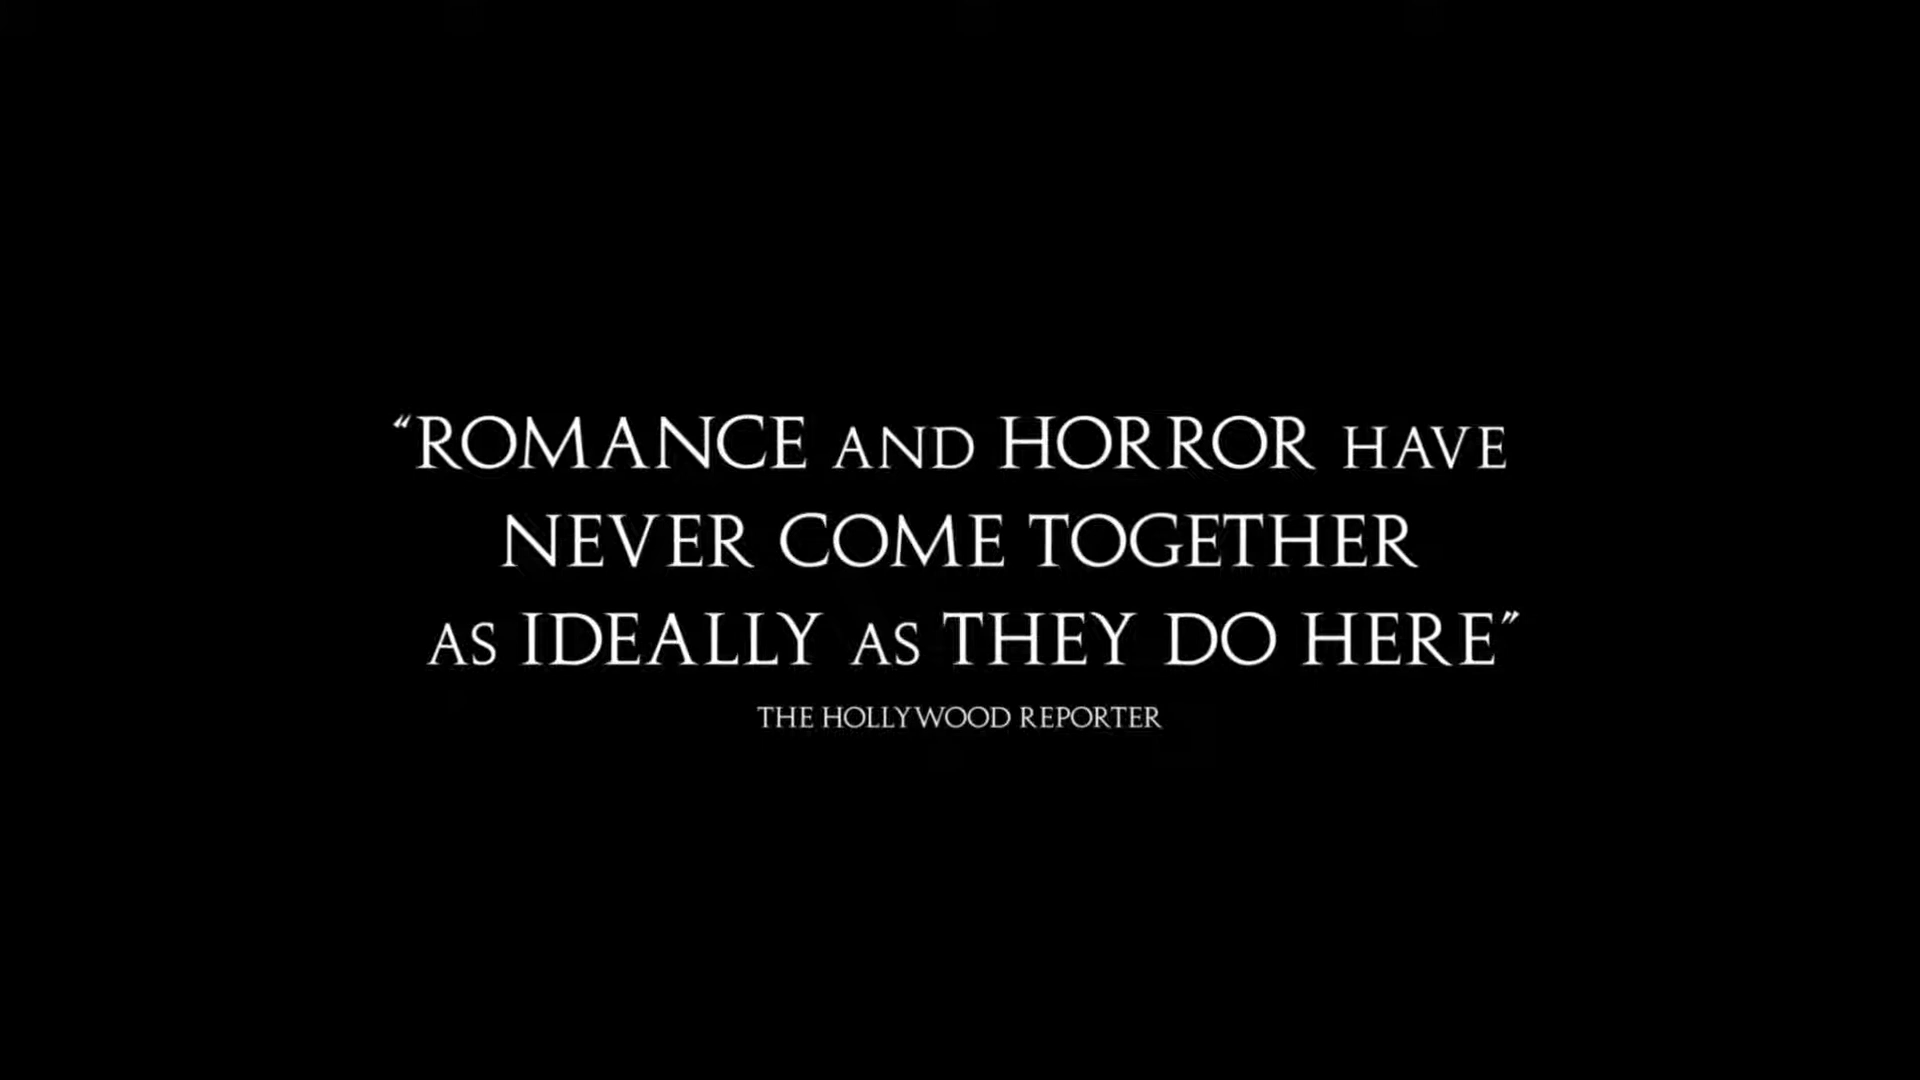 “ROMANCE AND HORROR HAVE
NEVER COME TOGETHER
AS IDEALLY AS THEY DO HERE”
THE HOLLYWOOD REPORTER